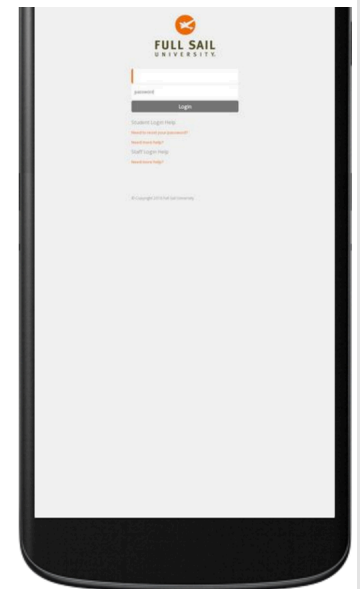 FULL SAIL
UNIVERSITY.
password
Login
Student Login Help
Need to reset your password?
Need more help?
Staff Login Help
Need more help?